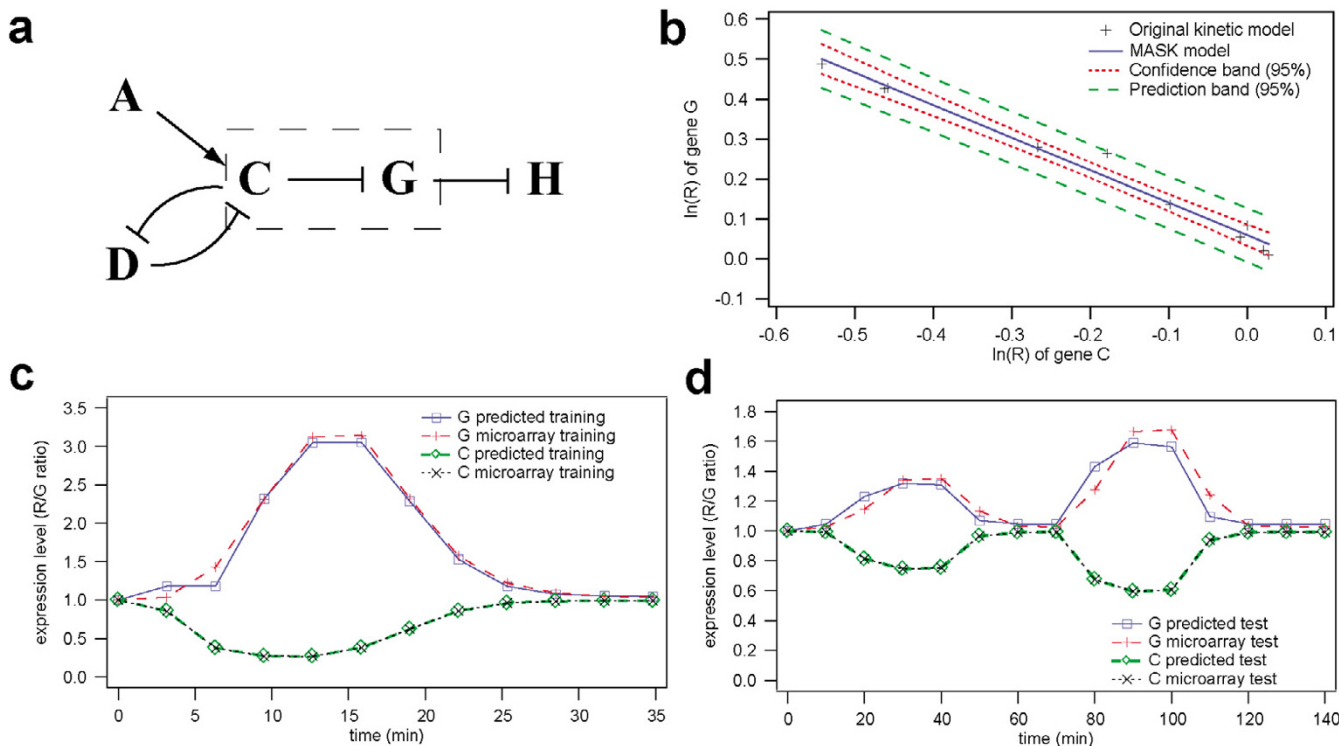 a
A
C
G
H
D
b
ln(R) of gene G
0.6
0.5
0.4
0.3
0.2
0.1
0.0
-0.1
Original kinetic model
MASK model
Confidence band (95%)
Prediction band (95%)
-0.6
-0.5
-0.4
-0.3
-0.2
-0.1
0.0
0.1
ln(R) of gene C
c
expression level (R/G ratio)
3.5
3.0
2.5
2.0
1.5
1.0
0.5
0.0
G predicted training
G microarray training
C predicted training
C microarray training
0
5
10
15
20
25
30
35
time (min)
d
expression level (R/G ratio)
1.8
1.6
1.4
1.2
1.0
0.8
0.6
0.4
0.2
0.0
G predicted test
G microarray test
C predicted test
C microarray test
0
20
40
60
80
100
120
140
time (min)